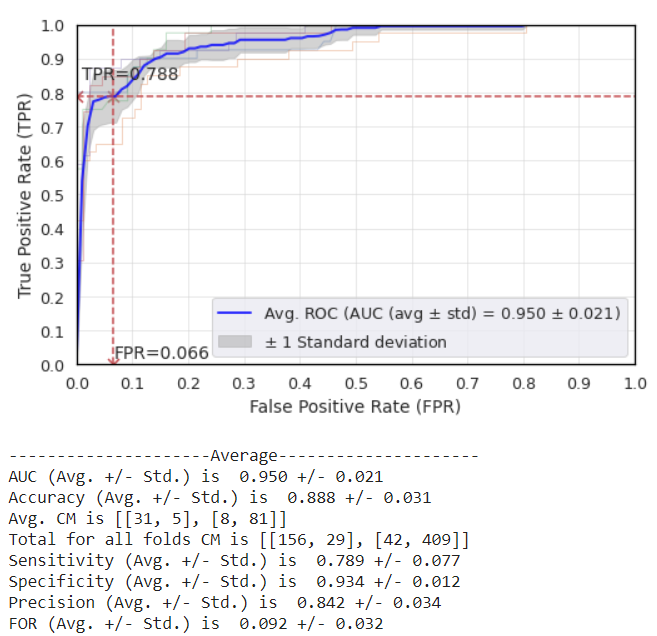 1.0
0.9
TPR=0.788
0.8
0.7
0.6
0.5
0.4
0.3
0.2
0.1
0.0
True Positive Rate (TPR)
Avg. ROC (AUC (avg ± std) = 0.950 ± 0.021)
± 1 Standard deviation
FPR=0.066
0.0 0.1 0.2 0.3 0.4 0.5 0.6 0.7 0.8 0.9 1.0
False Positive Rate (FPR)
---------------------Average---------------------
AUC (Avg. +/- Std.) is  0.950 +/- 0.021
Accuracy (Avg. +/- Std.) is  0.888 +/- 0.031
Avg. CM is [[31, 5], [8, 81]]
Total for all folds CM is [[156, 29], [42, 409]]
Sensitivity (Avg. +/- Std.) is  0.789 +/- 0.077
Specificity (Avg. +/- Std.) is  0.934 +/- 0.012
Precision (Avg. +/- Std.) is  0.842 +/- 0.034
FOR (Avg. +/- Std.) is  0.092 +/- 0.032